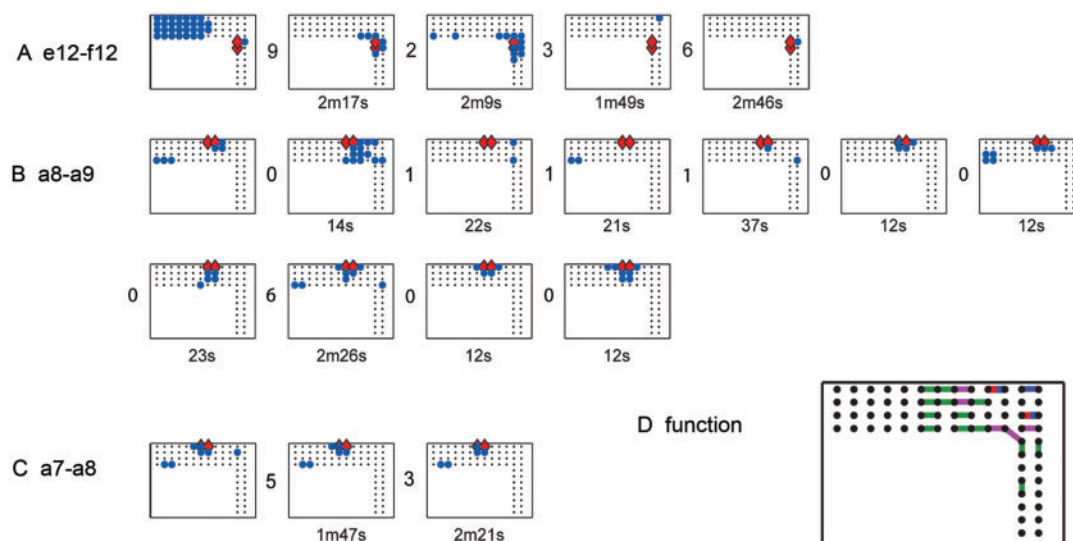 A e12-f12 9 2 3 6
2m17s 2m9s 1m49s 2m46s
B a8-a9 0 1 1 1 0 0
14s 22s 21s 37s 12s 12s
0 6 0 0
23s 2m26s 12s 12s
D function
C a7-a8 5 3
1m47s 2m21s